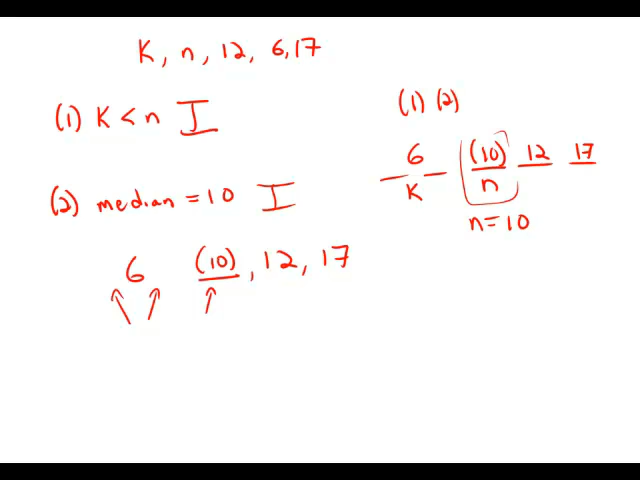 K, n, 12, 6, 17
(1) K < n I
(2) median = 10 I
6 (10), 12, 17
(1) (2)
6 (10) 12 17
K n
n = 10